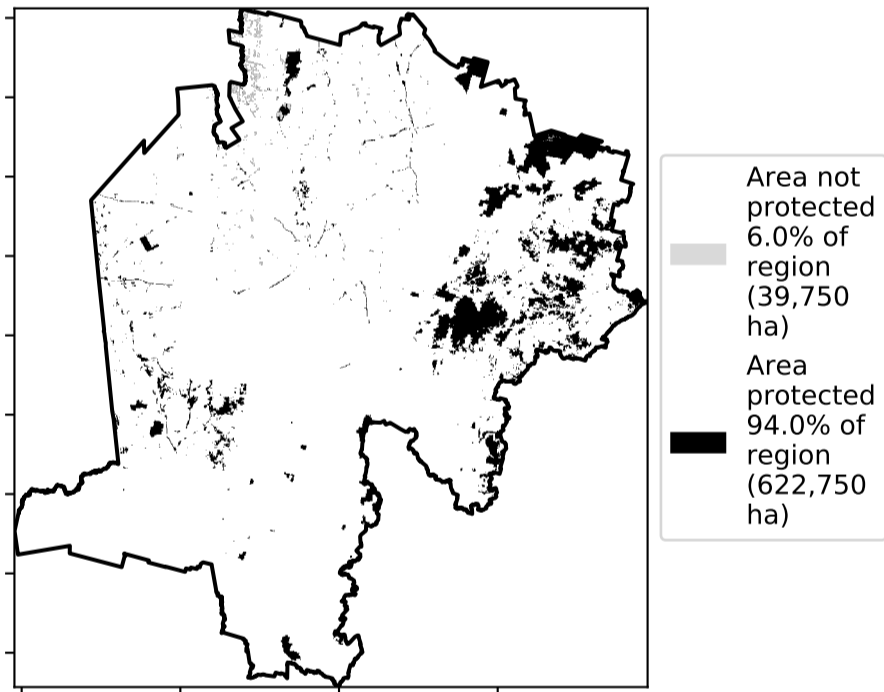 Area not
protected
6.0% of
region
(39,750
ha)
Area
protected
94.0% of
region
(622,750
ha)